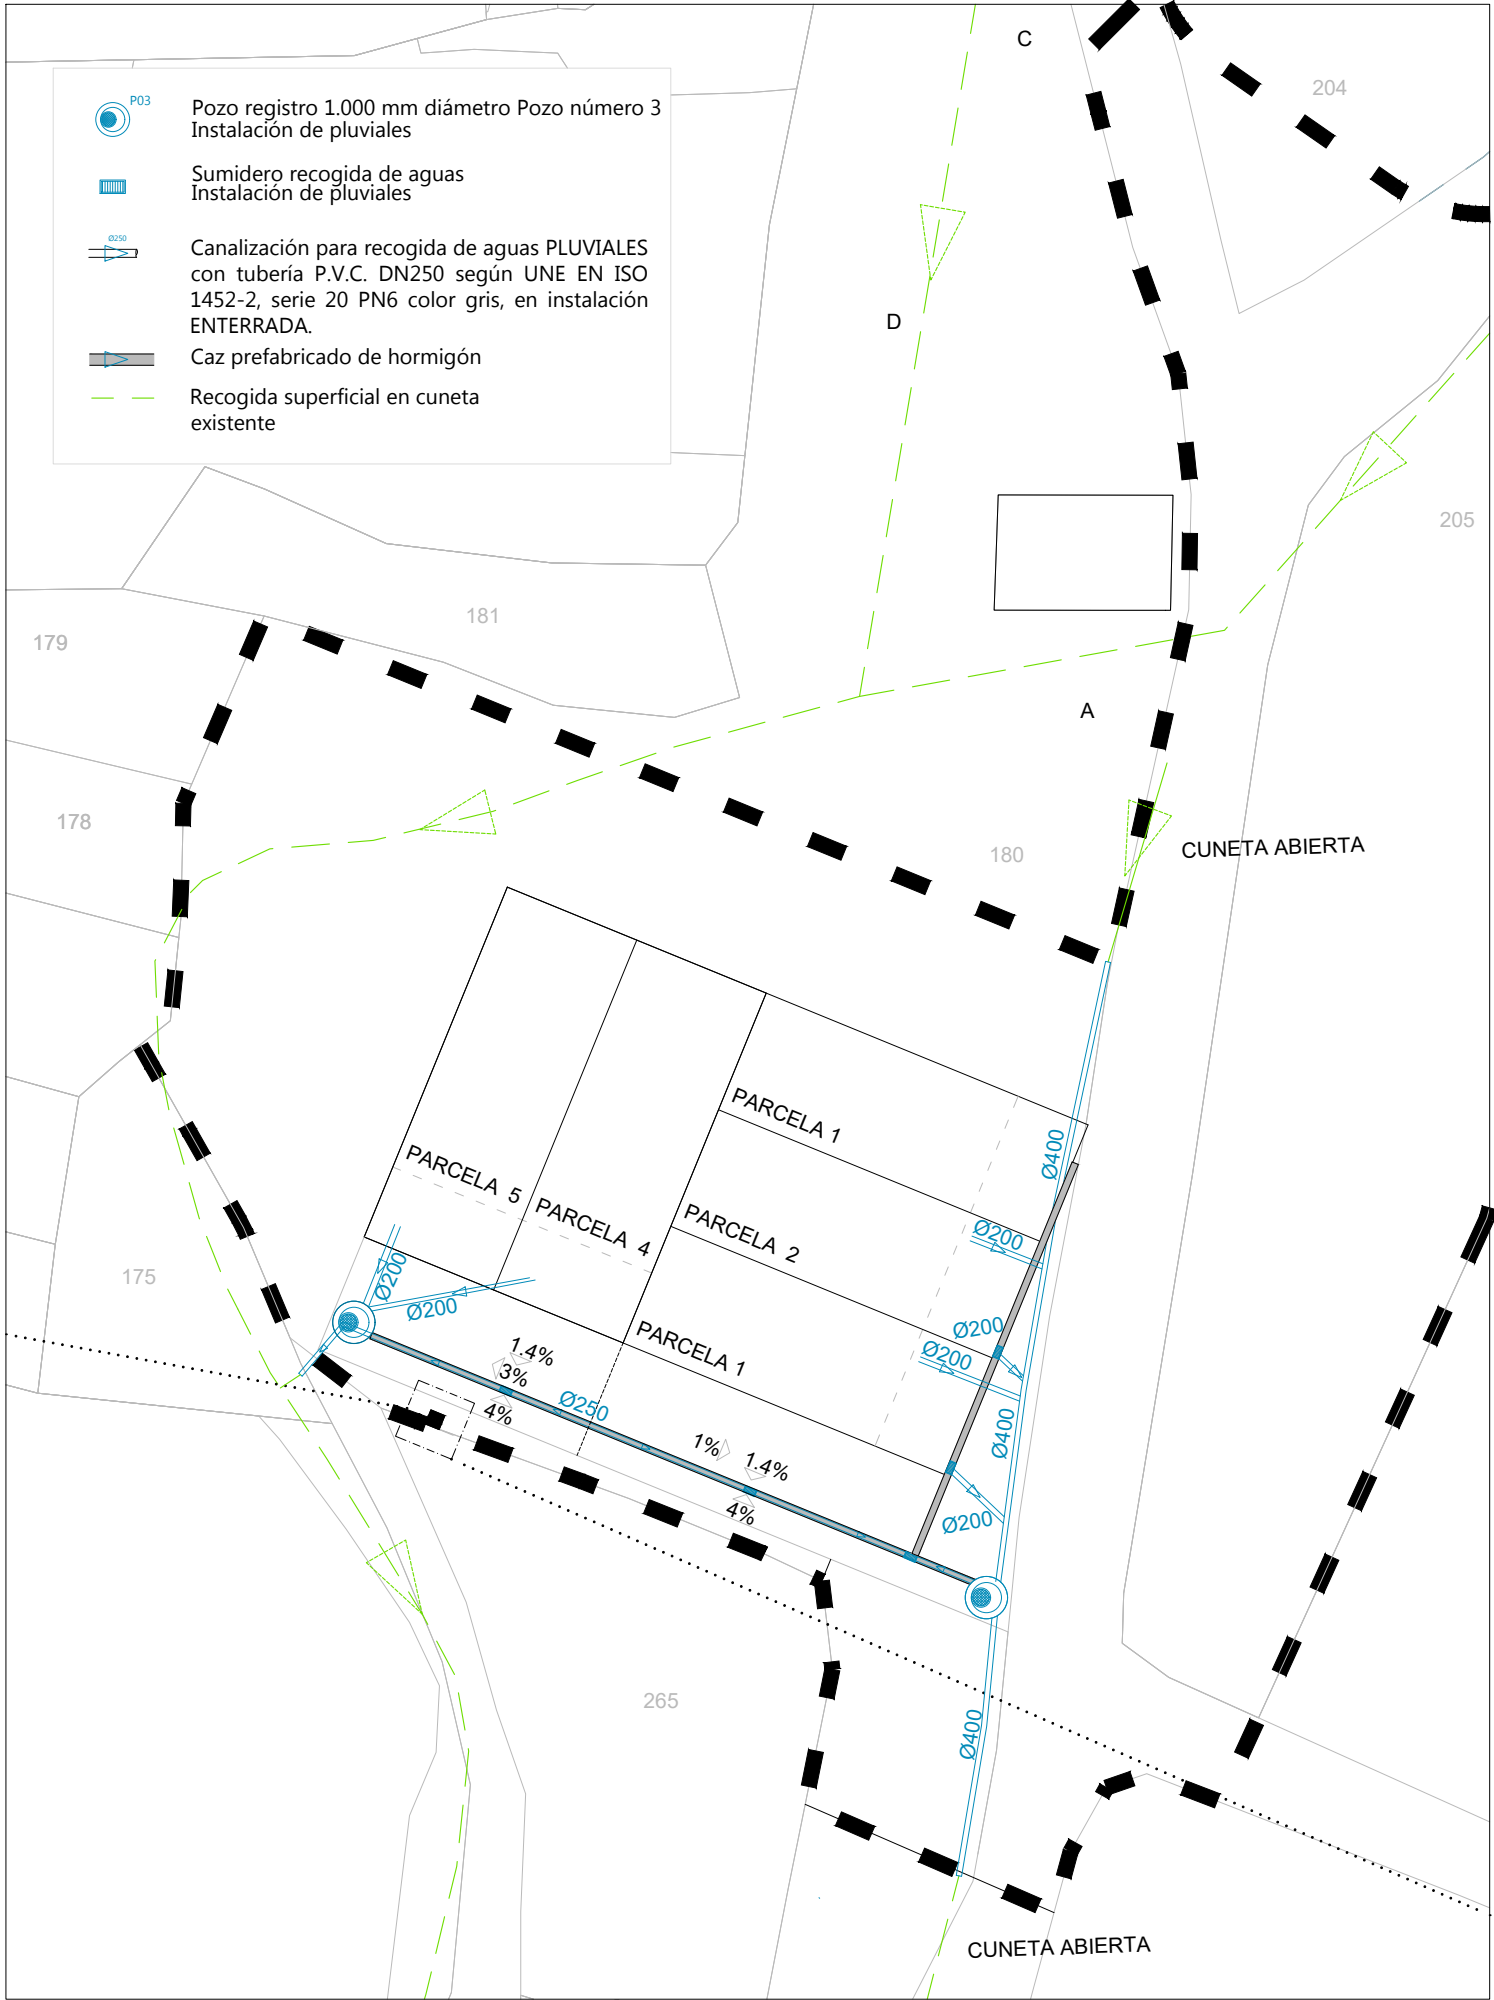 C
204
P03
Pozo registro 1.000 mm diámetro Pozo número 3
Instalación de pluviales
Sumidero recogida de aguas
Instalación de pluviales
Ø250
Canalización para recogida de aguas PLUVIALES
con tubería P.V.C. DN250 según UNE EN ISO
1452-2, serie 20 PN6 color gris, en instalación
ENTERRADA.
Caz prefabricado de hormigón
Recogida superficial en cuneta
existente
D
205
181
179
A
178
180
CUNETA ABIERTA
PARCELA 1
Ø400
PARCELA 5
PARCELA 4
PARCELA 2
Ø200
175
Ø200
Ø200
PARCELA 1
Ø200
Ø200
1.4%
3%
4%
Ø250
Ø400
1%
1.4%
4%
Ø200
265
Ø400
CUNETA ABIERTA